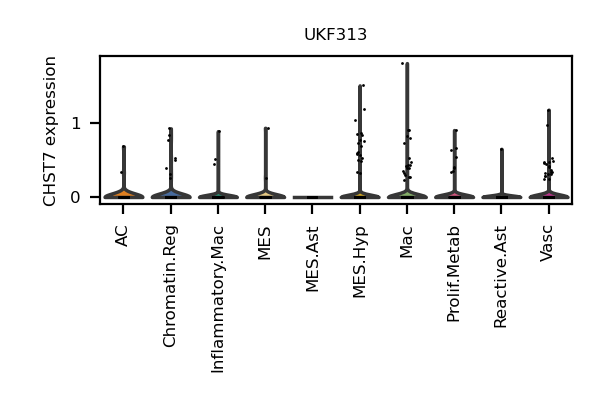 UKF313
CHST7 expression
1
0
AC
Chromatin.Reg
Inflammatory.Mac
MES
MES.Ast
MES.Hyp
Mac
Prolif.Metab
Reactive.Ast
Vasc